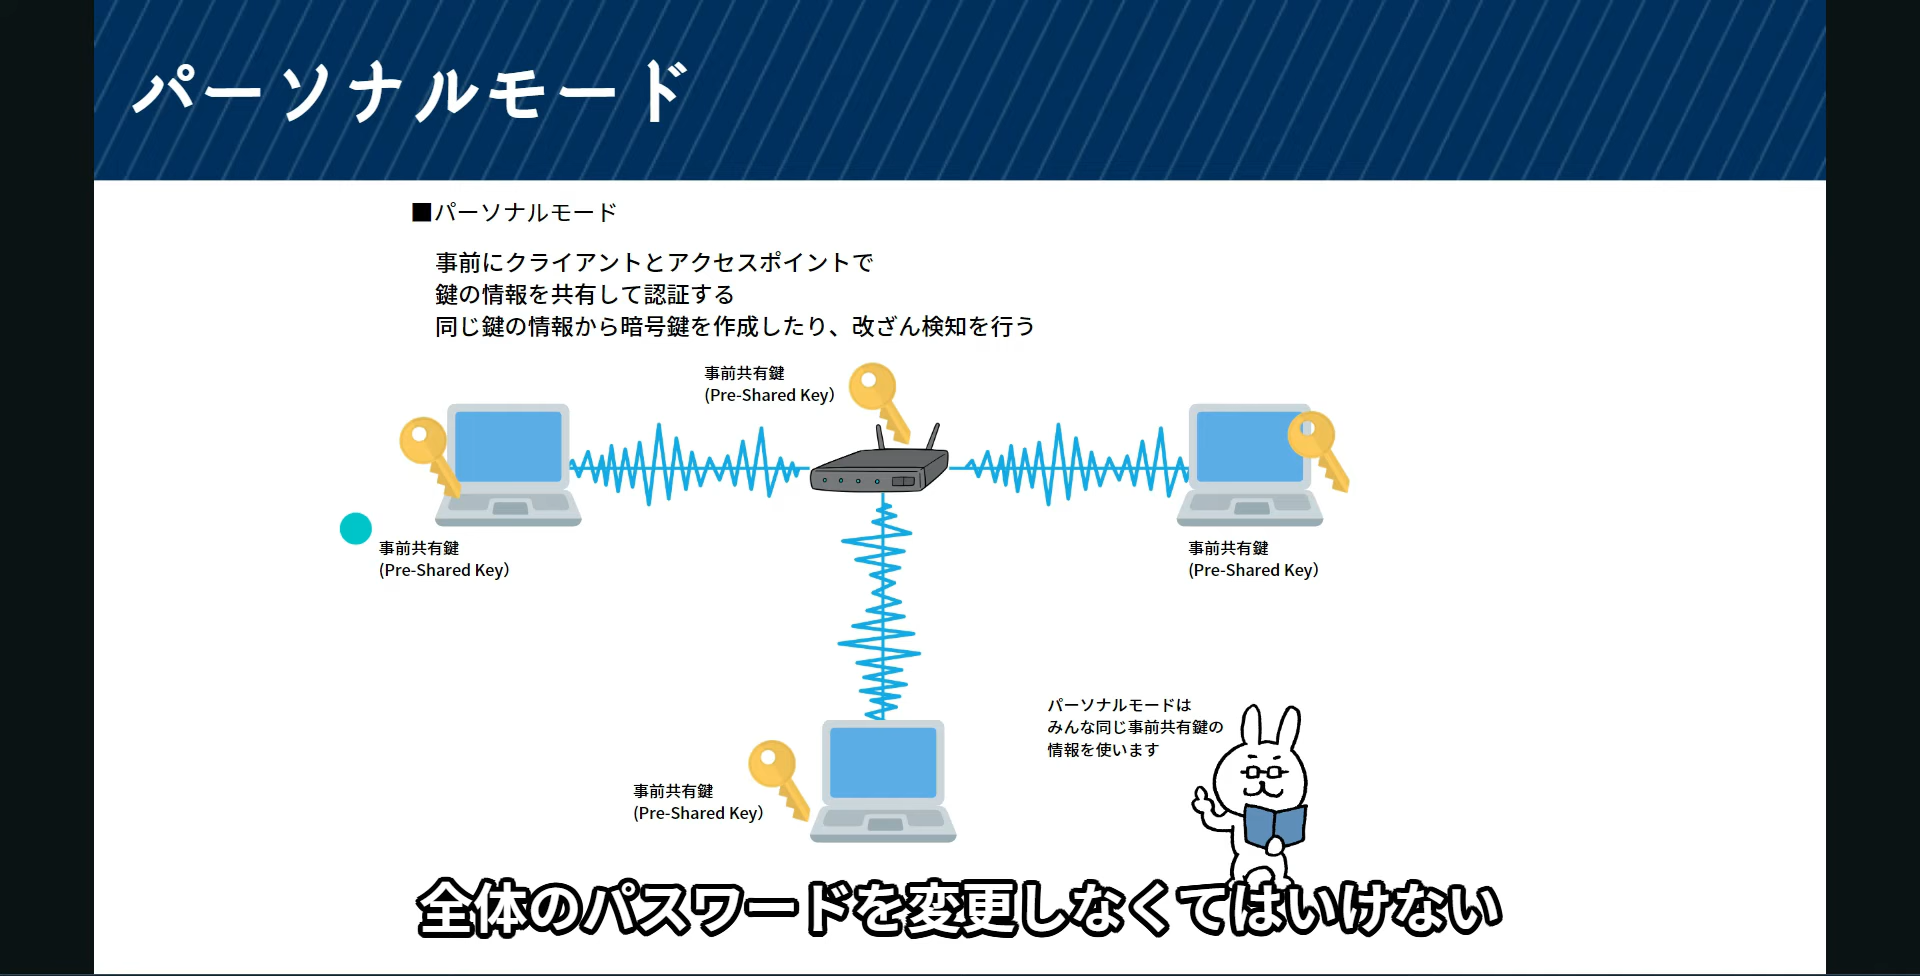 パーソナルモード
■パーソナルモード
事前にクライアントとアクセスポイントで
鍵の情報を共有して認証する
同じ鍵の情報から暗号鍵を作成したり、改ざん検知を行う
事前共有鍵
(Pre-Shared Key）
事前共有鍵
(Pre-Shared Key）
事前共有鍵
(Pre-Shared Key）
パーソナルモードは
みんな同じ事前共有鍵の
情報を使います
事前共有鍵
(Pre-Shared Key）
全体のパスワードを変更しなくてはいけない